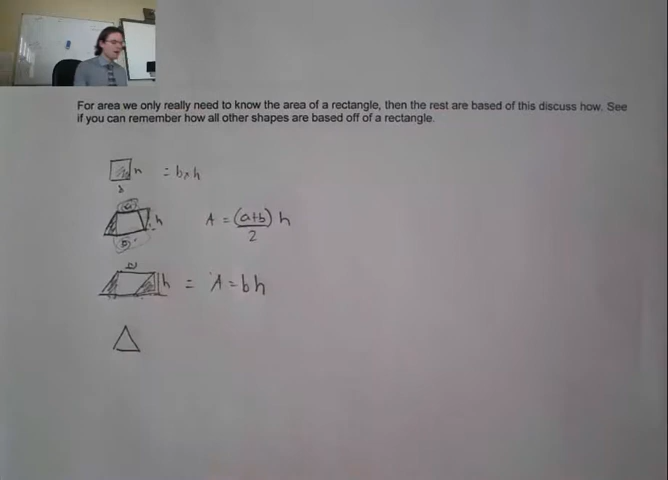 For area we only really need to know the area of a rectangle, then the rest are based of this discuss how. See
if you can remember how all other shapes are based off of a rectangle.
h = b×h
b
a
h A = (a+b)/2 h
b
h = A = bh